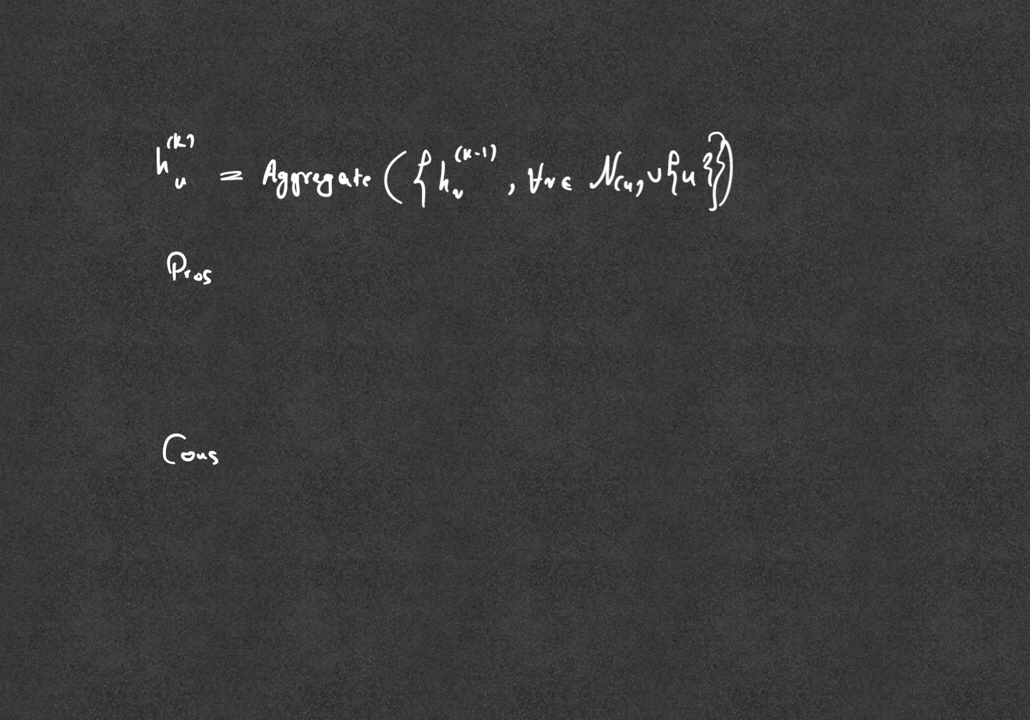 h_u^(k) = Aggregate ({h_v^(k-1), ∀v∈ N(u)∪{u}})
Pros
Cons